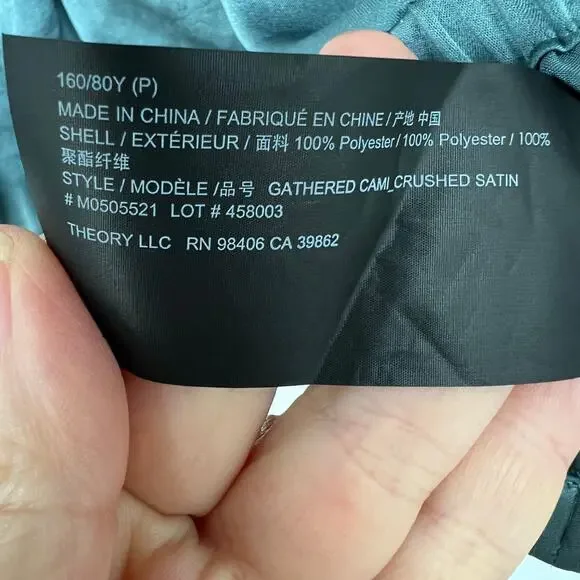 160/80Y (P)
MADE IN CHINA / FABRIQUÉ EN CHINE / 产地 中国
SHELL / EXTÉRIEUR / 面料 100% Polyester / 100% Polyester / 100%
聚酯纤维
STYLE / MODÈLE / 品号 GATHERED CAMI_CRUSHED SATIN
# M0505521 LOT # 458003
THEORY LLC RN 98406 CA 39862